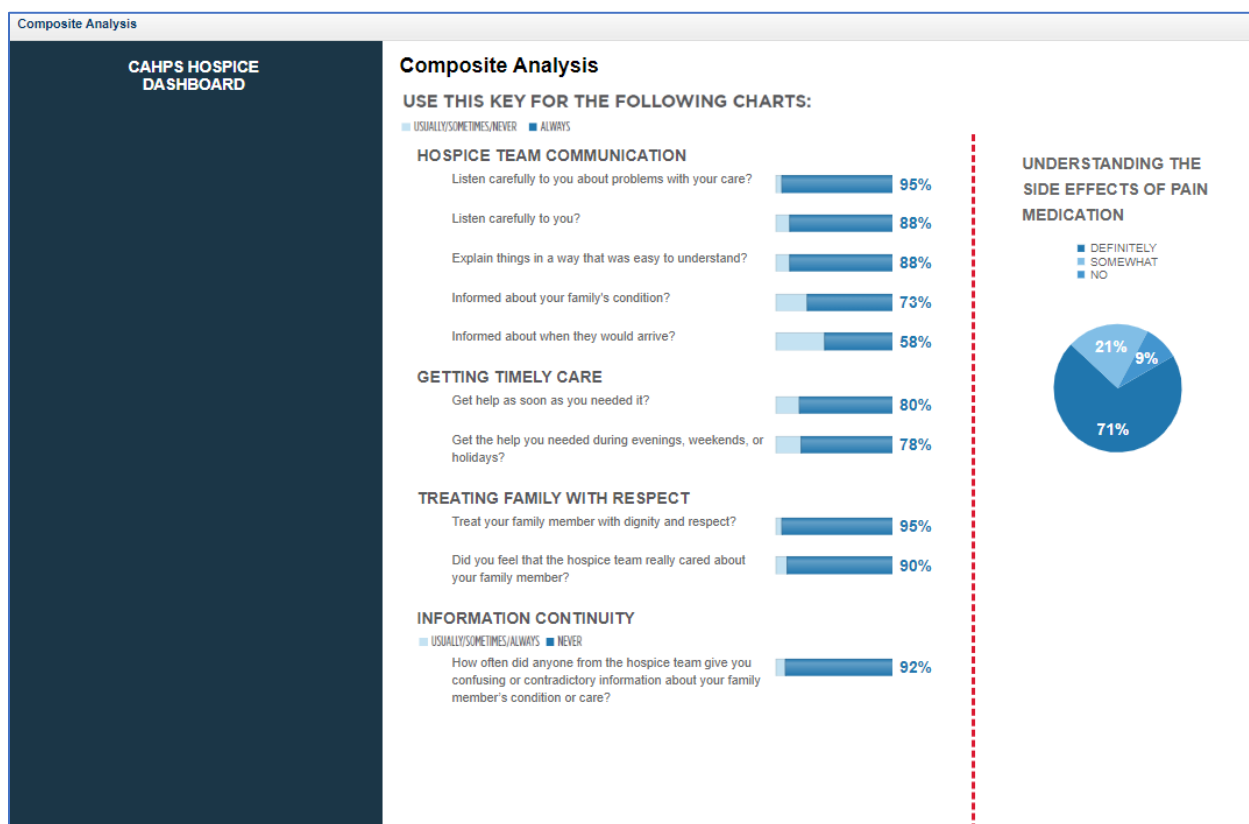 Composite Analysis
CAHPS HOSPICE
DASHBOARD
Composite Analysis
USE THIS KEY FOR THE FOLLOWING CHARTS:
USUALLY/SOMETIMES/NEVER ALWAYS
HOSPICE TEAM COMMUNICATION
Listen carefully to you about problems with your care? 95%
Listen carefully to you? 88%
Explain things in a way that was easy to understand? 88%
Informed about your family's condition? 73%
Informed about when they would arrive? 58%
GETTING TIMELY CARE
Get help as soon as you needed it? 80%
Get the help you needed during evenings, weekends, or
holidays?
78%
TREATING FAMILY WITH RESPECT
Treat your family member with dignity and respect? 95%
Did you feel that the hospice team really cared about
your family member?
90%
INFORMATION CONTINUITY
USUALLY/SOMETIMES/ALWAYS NEVER
How often did anyone from the hospice team give you
confusing or contradictory information about your family
member's condition or care?
92%
UNDERSTANDING THE
SIDE EFFECTS OF PAIN
MEDICATION
DEFINITELY
SOMEWHAT
NO
21%
9%
71%